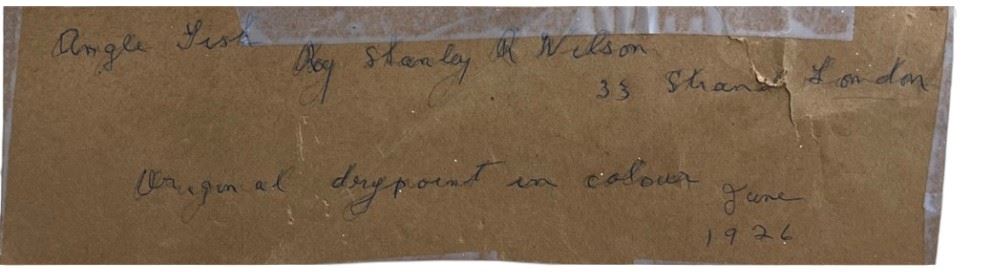 Angle Fish
By Stanley R Wilson
33 Strand London
Original drypoint in colour
June
1926